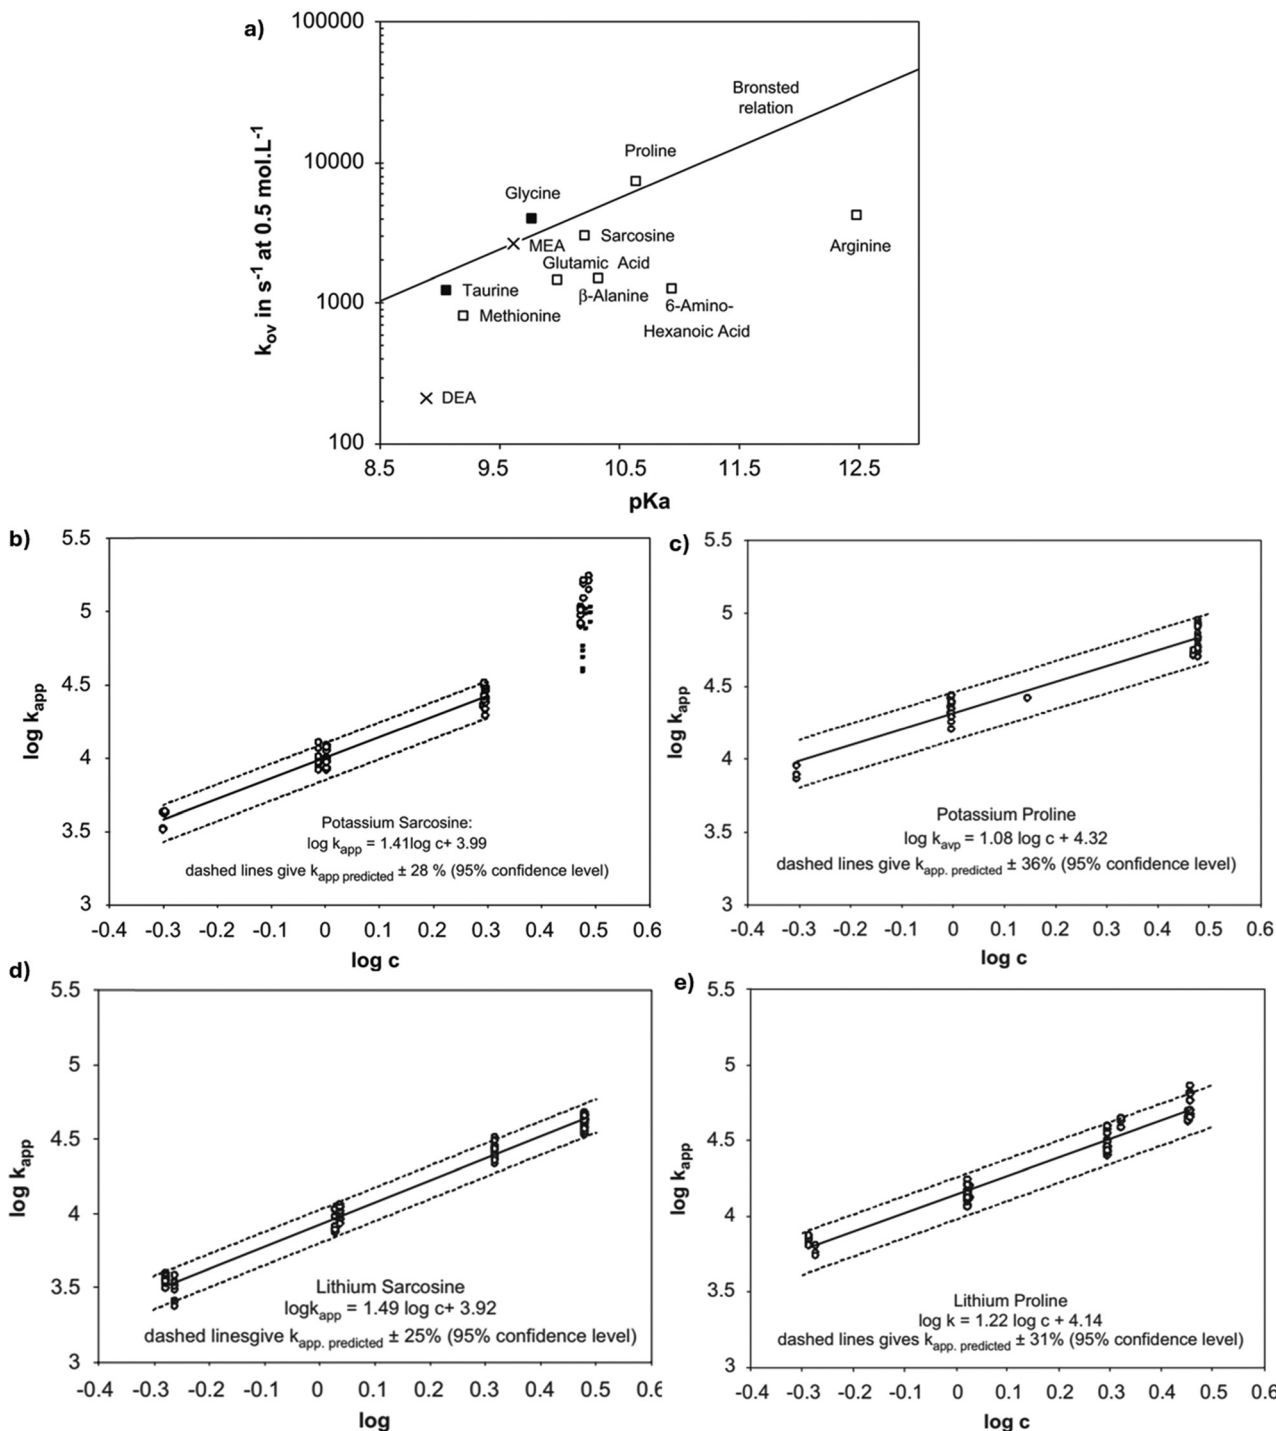 a)
100000
10000
1000
100
k_ov in s^-1 at 0.5 mol.L^-1
Bronsted
relation
Proline
Glycine
MEA
Sarcosine
Arginine
Glutamic Acid
Taurine
β-Alanine
6-Amino-
Methionine
Hexanoic Acid
DEA
8.5 9.5 10.5 11.5 12.5
pKa
b)
5.5
5
4.5
4
3.5
3
log k_app
Potassium Sarcosine:
log k_app = 1.41log c+ 3.99
dashed lines give k_app predicted ± 28 % (95% confidence level)
-0.4 -0.3 -0.2 -0.1 0 0.1 0.2 0.3 0.4 0.5 0.6
log c
c)
5.5
5
4.5
4
3.5
3
log k_app
Potassium Proline
log k_avp = 1.08 log c + 4.32
dashed lines give k_app. predicted ± 36% (95% confidence level)
-0.4 -0.3 -0.2 -0.1 0 0.1 0.2 0.3 0.4 0.5 0.6
log c
d)
5.5
5
4.5
4
3.5
3
log k_app
Lithium Sarcosine
logk_app = 1.49 log c+ 3.92
dashed linesgive k_app. predicted ± 25% (95% confidence level)
-0.4 -0.3 -0.2 -0.1 0 0.1 0.2 0.3 0.4 0.5 0.6
log
e)
5.5
5
4.5
4
3.5
3
log k_app
Lithium Proline
log k = 1.22 log c + 4.14
dashed lines gives k_app. predicted ± 31% (95% confidence level)
-0.4 -0.3 -0.2 -0.1 0 0.1 0.2 0.3 0.4 0.5 0.6
log c